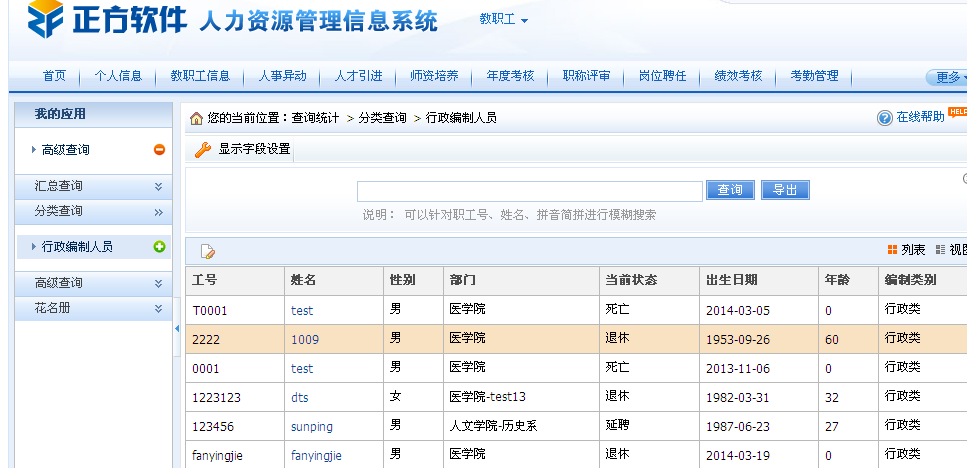 正方软件 人力资源管理信息系统 教职工
首页 个人信息 教职工信息 人事异动 人才引进 师资培养 年度考核 职称评审 岗位聘任 绩效考核 考勤管理 更多
我的应用
高级查询
汇总查询
分类查询
行政编制人员
高级查询
花名册
您的当前位置：查询统计 > 分类查询 > 行政编制人员 在线帮助 HELP
显示字段设置
查询 导出
说明： 可以针对职工号、姓名、拼音简拼进行模糊搜索
列表 视图
工号 姓名 性别 部门 当前状态 出生日期 年龄 编制类别
T0001 test 男 医学院 死亡 2014-03-05 0 行政类
2222 1009 男 医学院 退休 1953-09-26 60 行政类
0001 test 男 医学院 死亡 2013-11-06 0 行政类
1223123 dts 女 医学院-test13 退休 1982-03-31 32 行政类
123456 sunping 男 人文学院-历史系 延聘 1987-06-23 27 行政类
fanyingjie fanyingjie 男 医学院 退休 2014-03-19 0 行政类